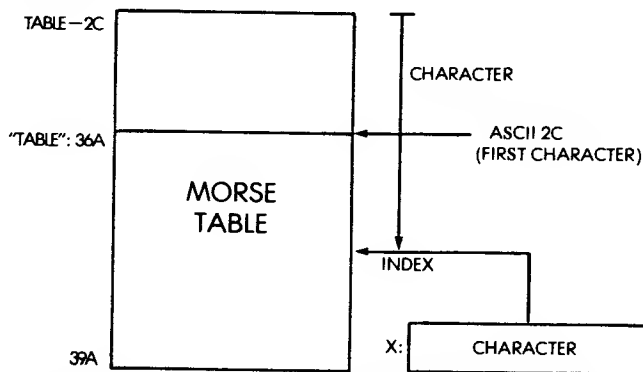 TABLE—2C
CHARACTER
"TABLE": 36A
ASCII 2C
(FIRST CHARACTER)
MORSE
TABLE
INDEX
X:
CHARACTER
39A